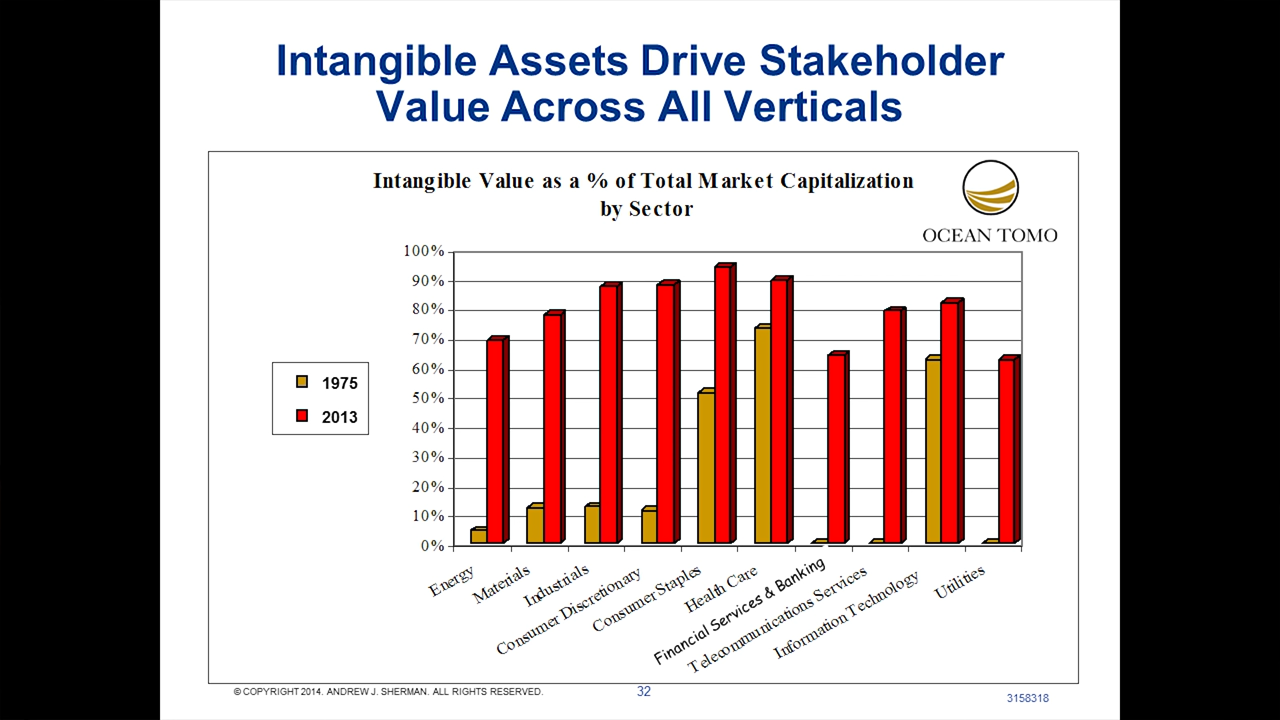 Intangible Assets Drive Stakeholder
Value Across All Verticals
Intangible Value as a % of Total Market Capitalization
by Sector
OCEAN TOMO
100%
90%
80%
70%
60%
50%
40%
30%
20%
10%
0%
1975
2013
Energy
Materials
Industrials
Consumer Discretionary
Consumer Staples
Health Care
Financial Services & Banking
Telecommunications Services
Information Technology
Utilities
© COPYRIGHT 2014. ANDREW J. SHERMAN. ALL RIGHTS RESERVED.
32
3158318